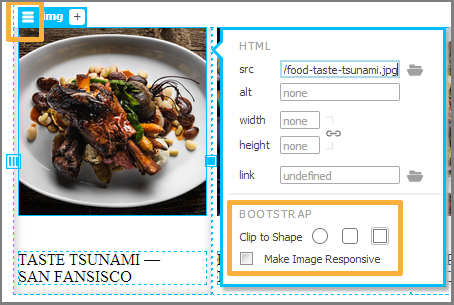 img +
HTML
src /food-taste-tsunami.jpg
alt none
width none
height none
link undefined
BOOTSTRAP
Clip to Shape
Make Image Responsive
TASTE TSUNAMI —
SAN FANSISCO